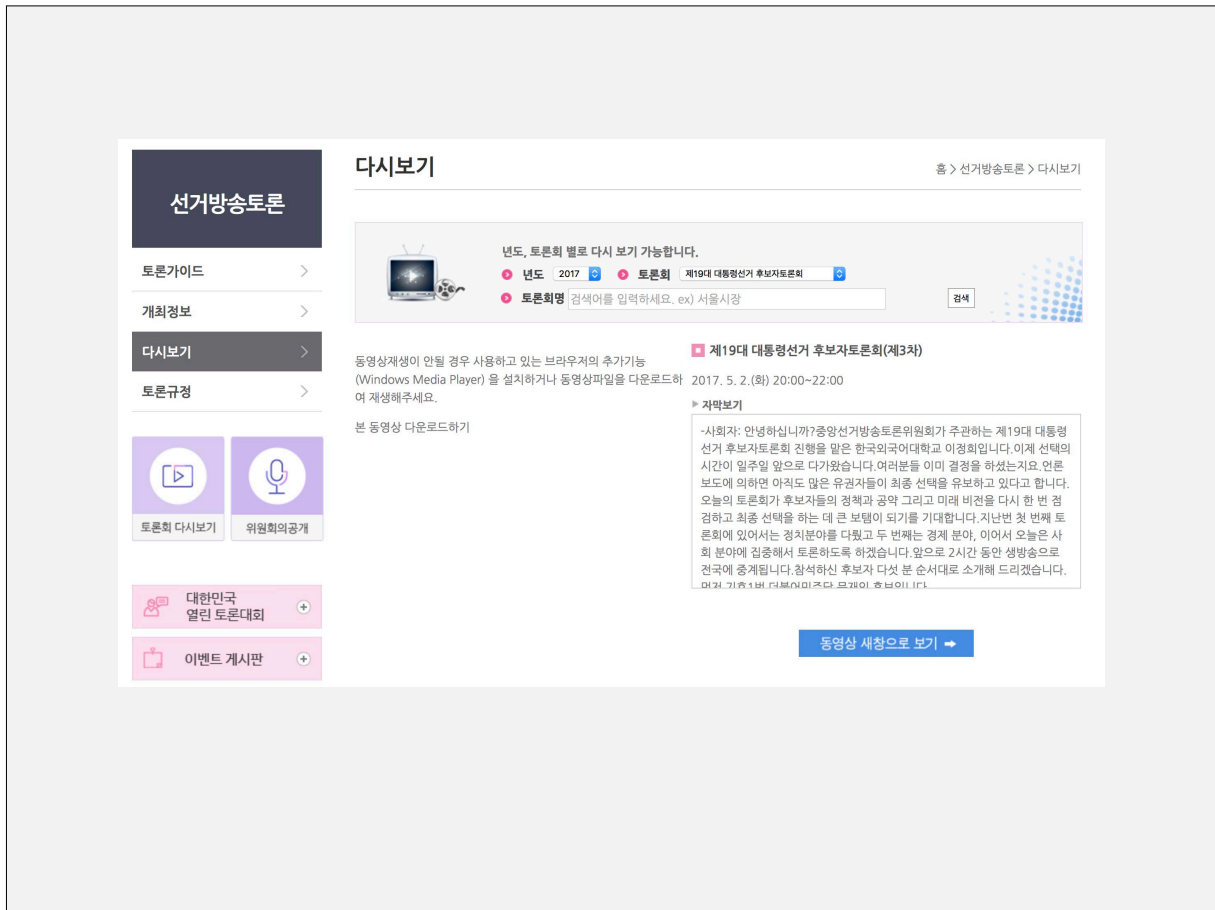 선거방송토론
토론가이드
개최정보
다시보기
토론규정
토론회 다시보기
위원회의공개
대한민국
열린 토론대회
이벤트 게시판
다시보기
홈 > 선거방송토론 > 다시보기
년도, 토론회 별로 다시 보기 가능합니다.
년도 2017 토론회 제19대 대통령선거 후보자토론회
토론회명 검색어를 입력하세요. ex) 서울시장 검색
동영상재생이 안될 경우 사용하고 있는 브라우저의 추가기능
(Windows Media Player) 을 설치하거나 동영상파일을 다운로드하
여 재생해주세요.
본 동영상 다운로드하기
제19대 대통령선거 후보자토론회(제3차)
2017. 5. 2.(화) 20:00~22:00
자막보기
-사회자: 안녕하십니까?중앙선거방송토론위원회가 주관하는 제19대 대통령
선거 후보자토론회 진행을 맡은 한국외국어대학교 이정희입니다.이제 선택의
시간이 일주일 앞으로 다가왔습니다.여러분들 이미 결정을 하셨는지요.언론
보도에 의하면 아직도 많은 유권자들이 최종 선택을 유보하고 있다고 합니다.
오늘의 토론회가 후보자들의 정책과 공약 그리고 미래 비전을 다시 한 번 점
검하고 최종 선택을 하는 데 큰 보탬이 되기를 기대합니다.지난번 첫 번째 토
론회에 있어서는 정치분야를 다뤘고 두 번째는 경제 분야, 이어서 오늘은 사
회 분야에 집중해서 토론하도록 하겠습니다.앞으로 2시간 동안 생방송으로
전국에 중계됩니다.참석하신 후보자 다섯 분 순서대로 소개해 드리겠습니다.
먼저 기호1번 더불어민주당 문재인 후보입니다.
동영상 새창으로 보기